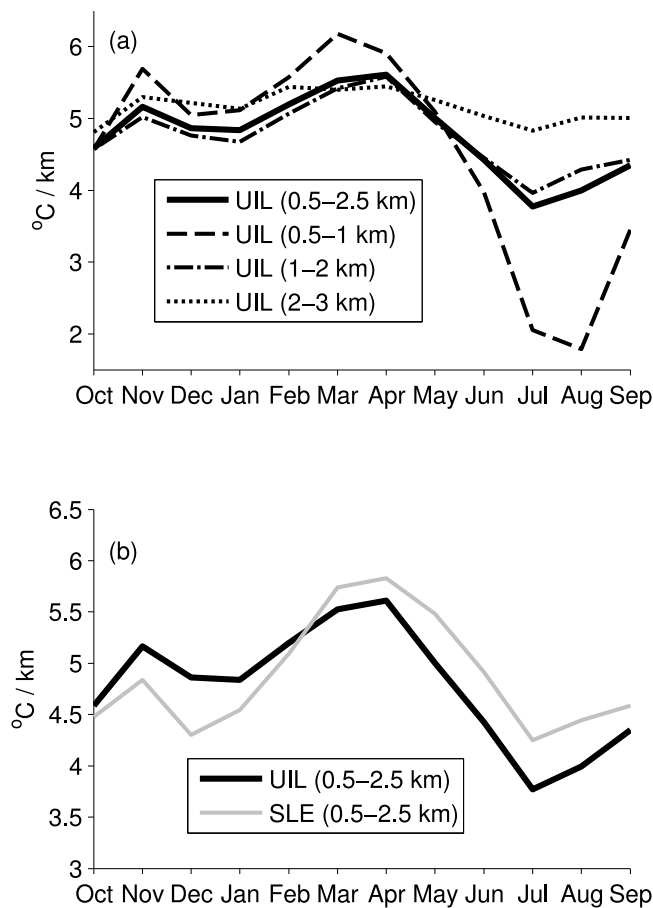 (a)
6
5
4
3
2
°C / km
UIL (0.5–2.5 km)
UIL (0.5–1 km)
UIL (1–2 km)
UIL (2–3 km)
Oct Nov Dec Jan Feb Mar Apr May Jun Jul Aug Sep
(b)
6.5
6
5.5
5
4.5
4
3.5
3
°C / km
UIL (0.5–2.5 km)
SLE (0.5–2.5 km)
Oct Nov Dec Jan Feb Mar Apr May Jun Jul Aug Sep